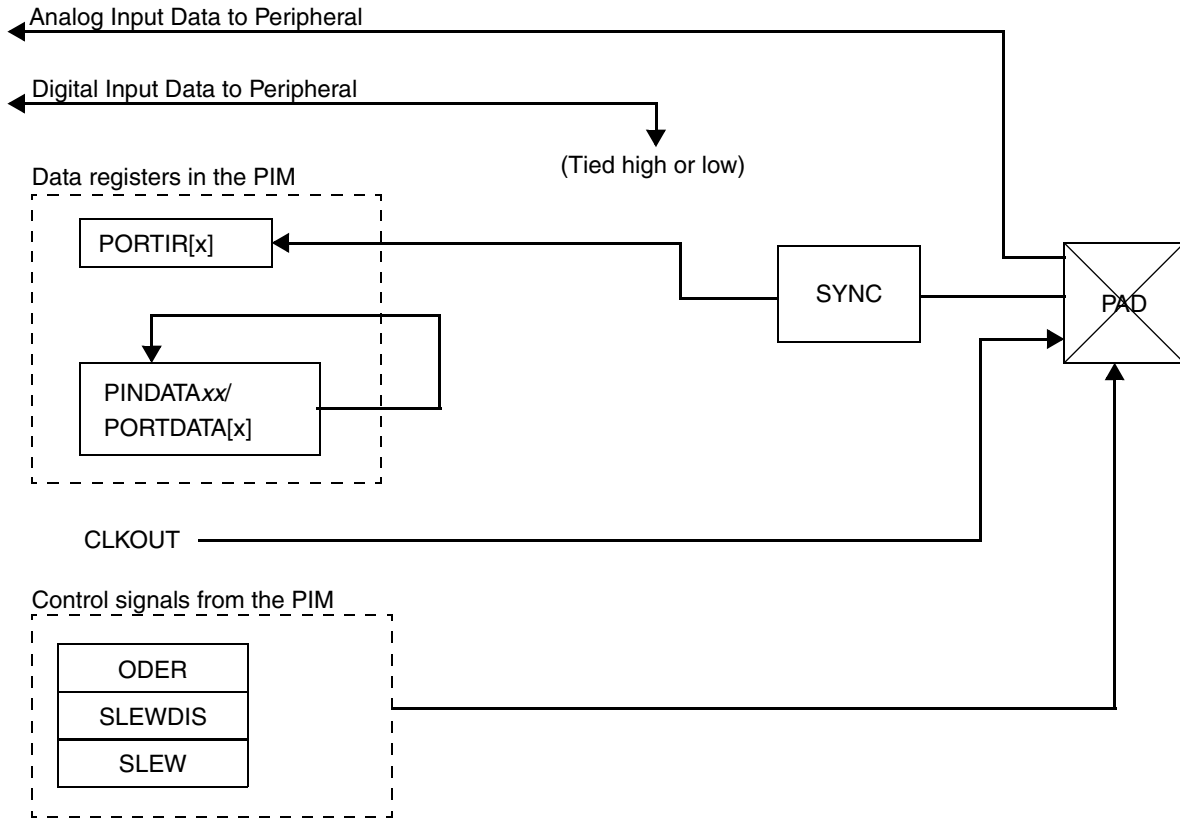 Analog Input Data to Peripheral
Digital Input Data to Peripheral
(Tied high or low)
Data registers in the PIM
PORTIR[x]
SYNC
PAD
PINDATAxx/
PORTDATA[x]
CLKOUT
Control signals from the PIM
ODER
SLEWDIS
SLEW